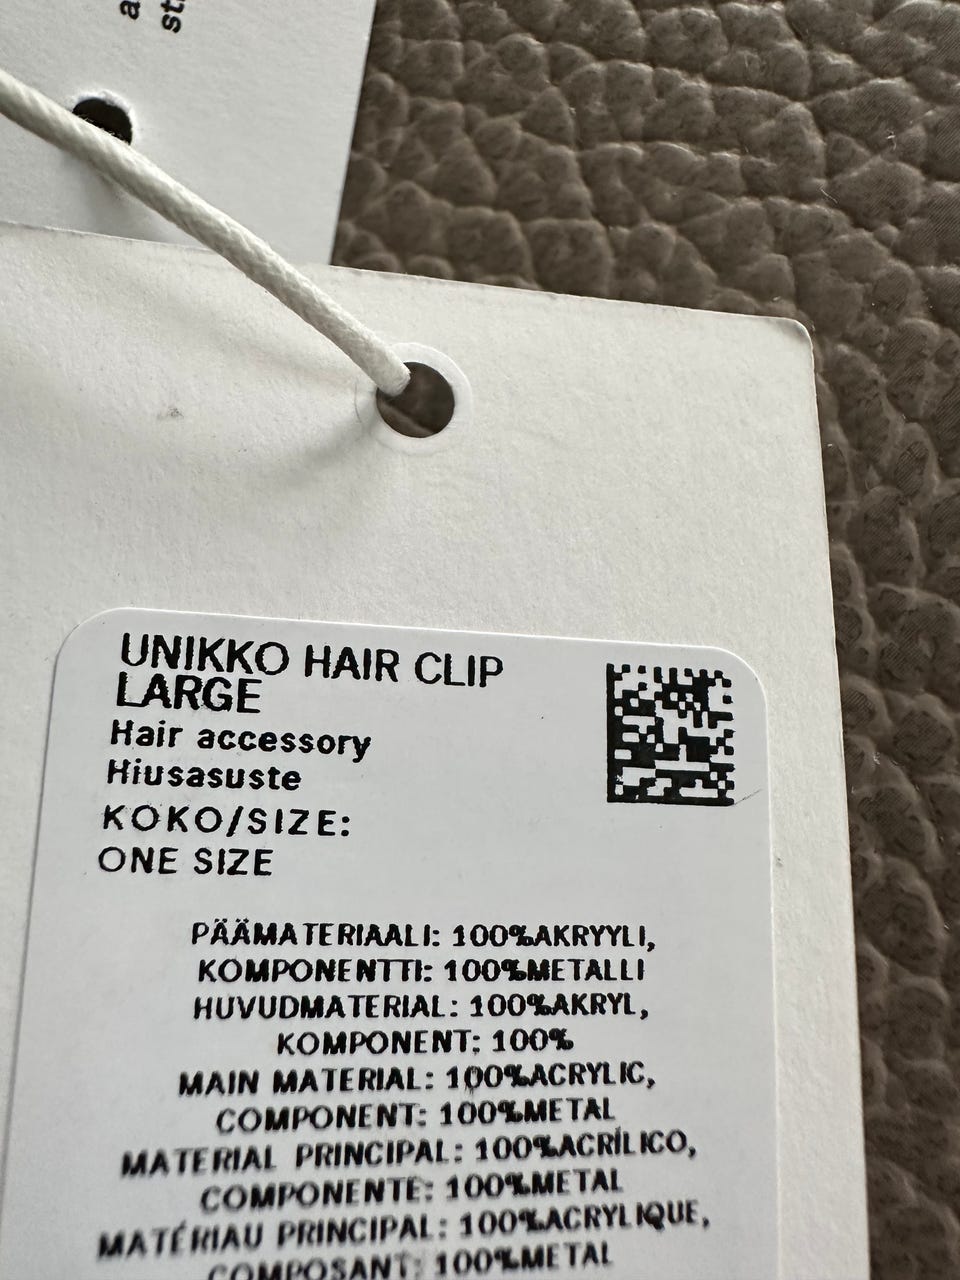 a
st
UNIKKO HAIR CLIP
LARGE
Hair accessory
Hiusasuste
KOKO/SIZE:
ONE SIZE
PÄÄMATERIAALI: 100%AKRYYLI,
KOMPONENTTI: 100%METALLI
HUVUDMATERIAL: 100%AKRYL,
KOMPONENT: 100%
MAIN MATERIAL: 100%ACRYLIC,
COMPONENT: 100%METAL
MATERIAL PRINCIPAL: 100%ACRÍLICO,
COMPONENTE: 100%METAL
MATÉRIAU PRINCIPAL: 100%ACRYLIQUE,
COMPOSANT: 100%METAL